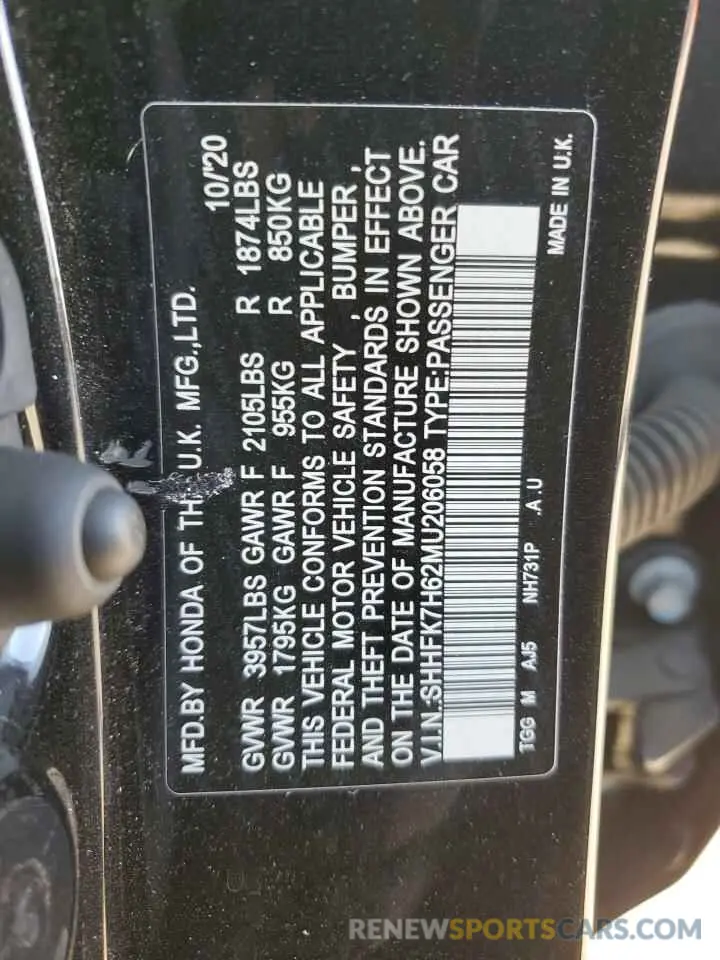 MFD.BY HONDA OF THE U.K. MFG.,LTD. 10/'20
GVWR 3957LBS GAWR F 2105LBS R 1874LBS
GVWR 1795KG GAWR F 955KG R 850KG
THIS VEHICLE CONFORMS TO ALL APPLICABLE
FEDERAL MOTOR VEHICLE SAFETY , BUMPER ,
AND THEFT PREVENTION STANDARDS IN EFFECT
ON THE DATE OF MANUFACTURE SHOWN ABOVE.
V.I.N.:SHHFK7H62MU206058 TYPE:PASSENGER CAR
TGG M AJ5 NH731P .A.U
MADE IN U.K.
RENEWSPORTSCARS.COM